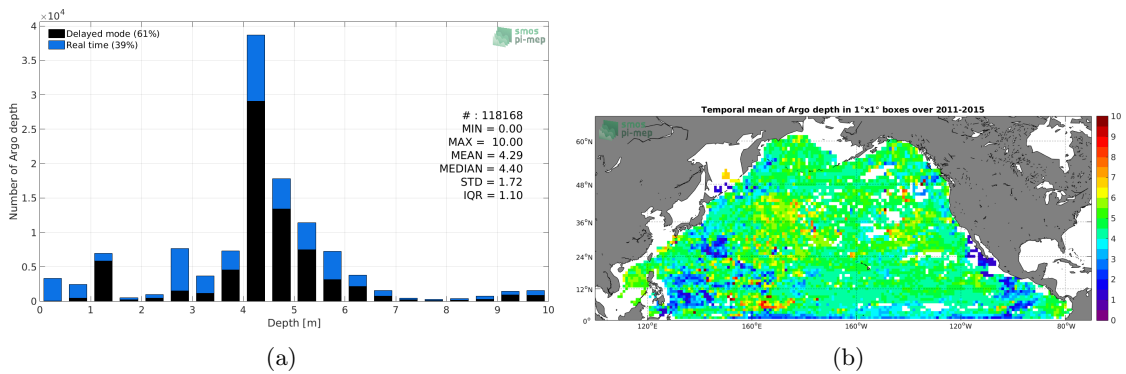 ×10⁴
4
3.5
3
2.5
2
1.5
1
0.5
0
Number of Argo depth
Delayed mode (61%)
Real time (39%)
smos
pi-mep
# : 118168
MIN = 0.00
MAX = 10.00
MEAN = 4.29
MEDIAN = 4.40
STD = 1.72
IQR = 1.10
0 1 2 3 4 5 6 7 8 9 10
Depth [m]
(a)
Temporal mean of Argo depth in 1°x1° boxes over 2011-2015
smos
pi-mep
60°N
48°N
36°N
24°N
12°N
0°
120°E 160°E 160°W 120°W 80°W
10
9
8
7
6
5
4
3
2
1
0
(b)